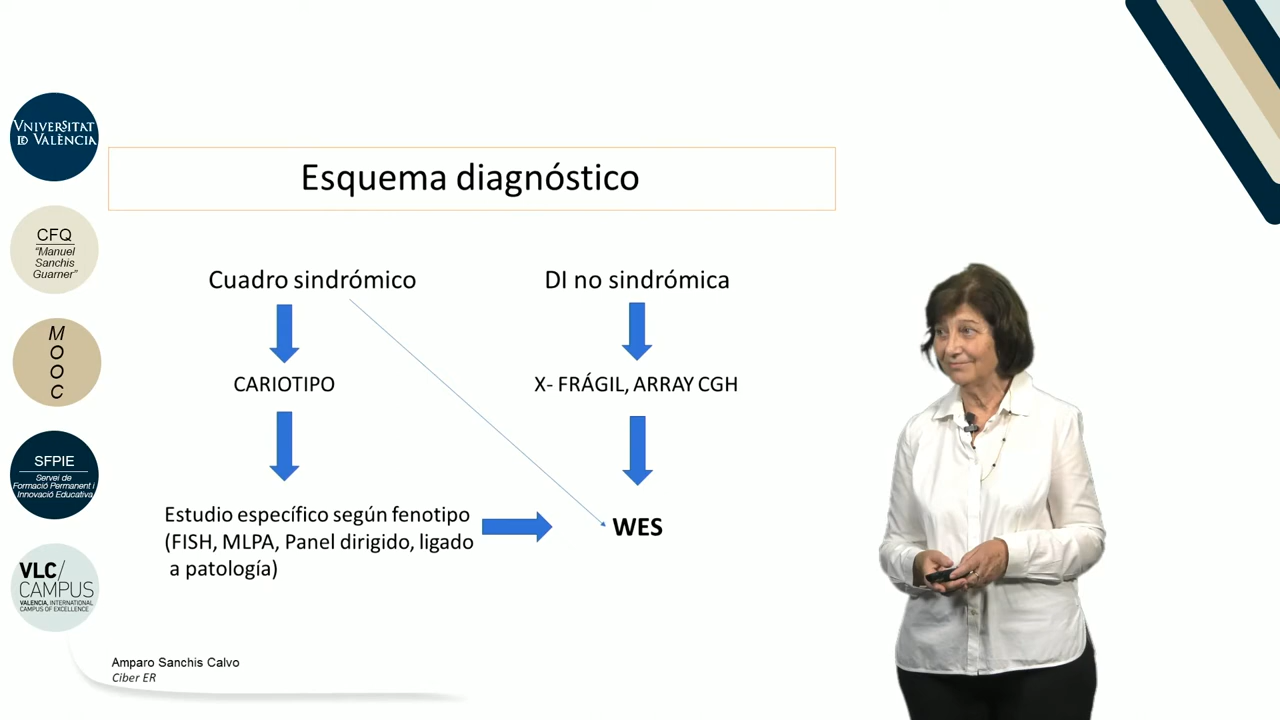 VNIVERSITAT
ID VALÈNCIA
CFQ
"Manuel
Sanchis
Guarner"
M
O
O
C
SFPIE
Servei de
Formació Permanent i
Innovació Educativa
VLC/
CAMPUS
VALENCIA, INTERNATIONAL
CAMPUS OF EXCELLENCE
Esquema diagnóstico
Cuadro sindrómico
DI no sindrómica
CARIOTIPO
X- FRÁGIL, ARRAY CGH
Estudio específico según fenotipo
(FISH, MLPA, Panel dirigido, ligado
a patología)
WES
Amparo Sanchis Calvo
Ciber ER